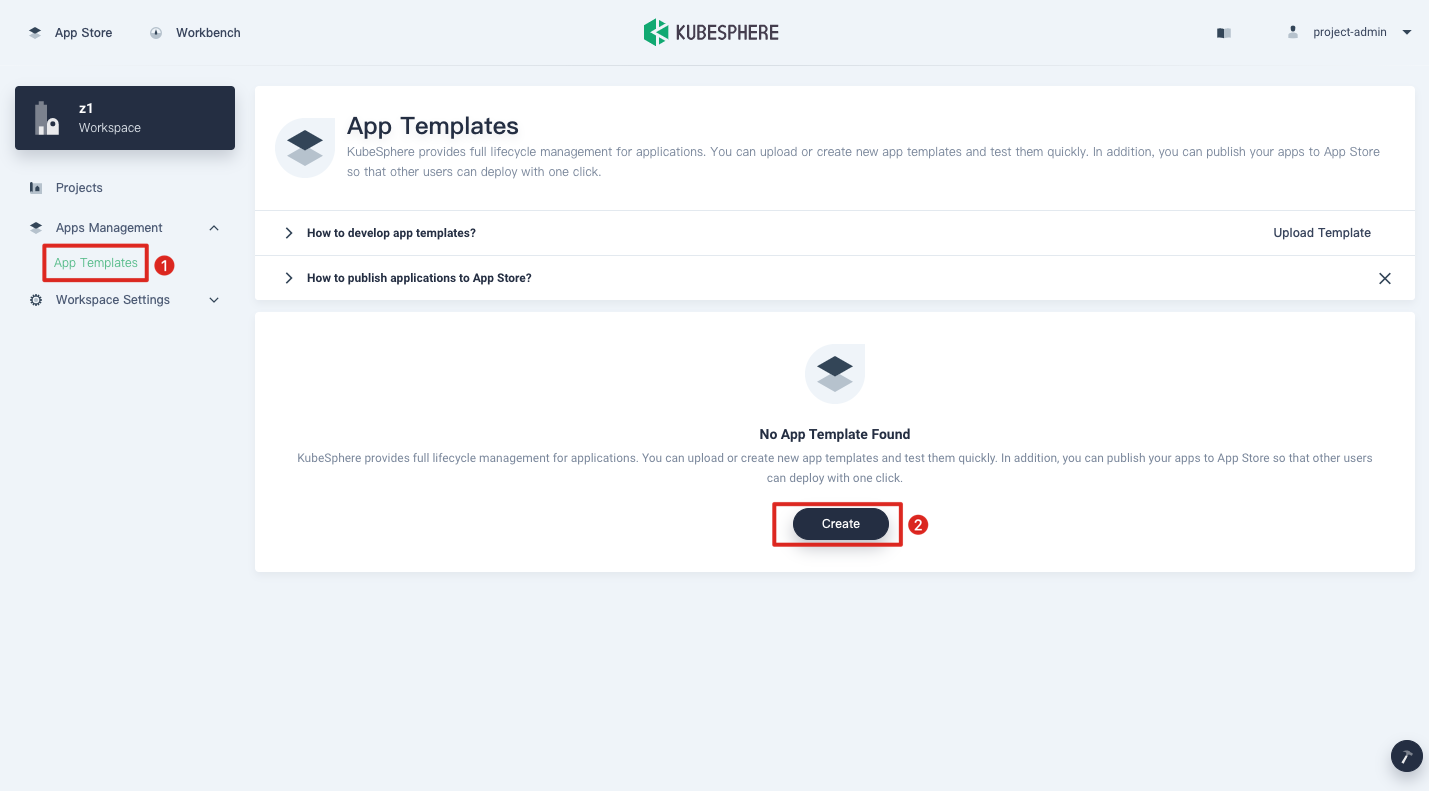 App Store
Workbench
KUBESPHERE
project-admin
z1
Workspace
Projects
Apps Management
App Templates
1
Workspace Settings
App Templates
KubeSphere provides full lifecycle management for applications. You can upload or create new app templates and test them quickly. In addition, you can publish your apps to App Store
so that other users can deploy with one click.
How to develop app templates?
Upload Template
How to publish applications to App Store?
No App Template Found
KubeSphere provides full lifecycle management for applications. You can upload or create new app templates and test them quickly. In addition, you can publish your apps to App Store so that other users
can deploy with one click.
Create
2